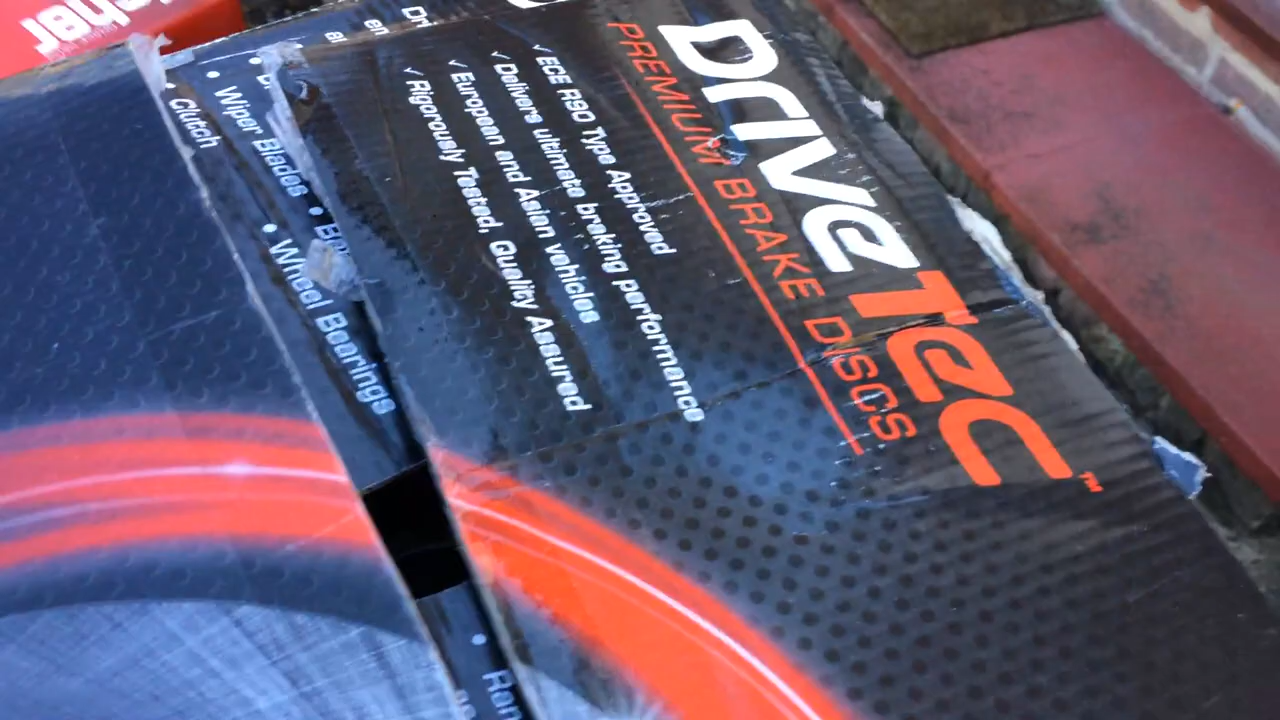 DRIVETEC™
PREMIUM BRAKE DISCS
✓ ECE R90 Type Approved
✓ Delivers ultimate braking performance
✓ European and Asian vehicles
✓ Rigorously Tested, Quality Assured
• Wiper Blades •
• Clutch
• Wheel Bearings